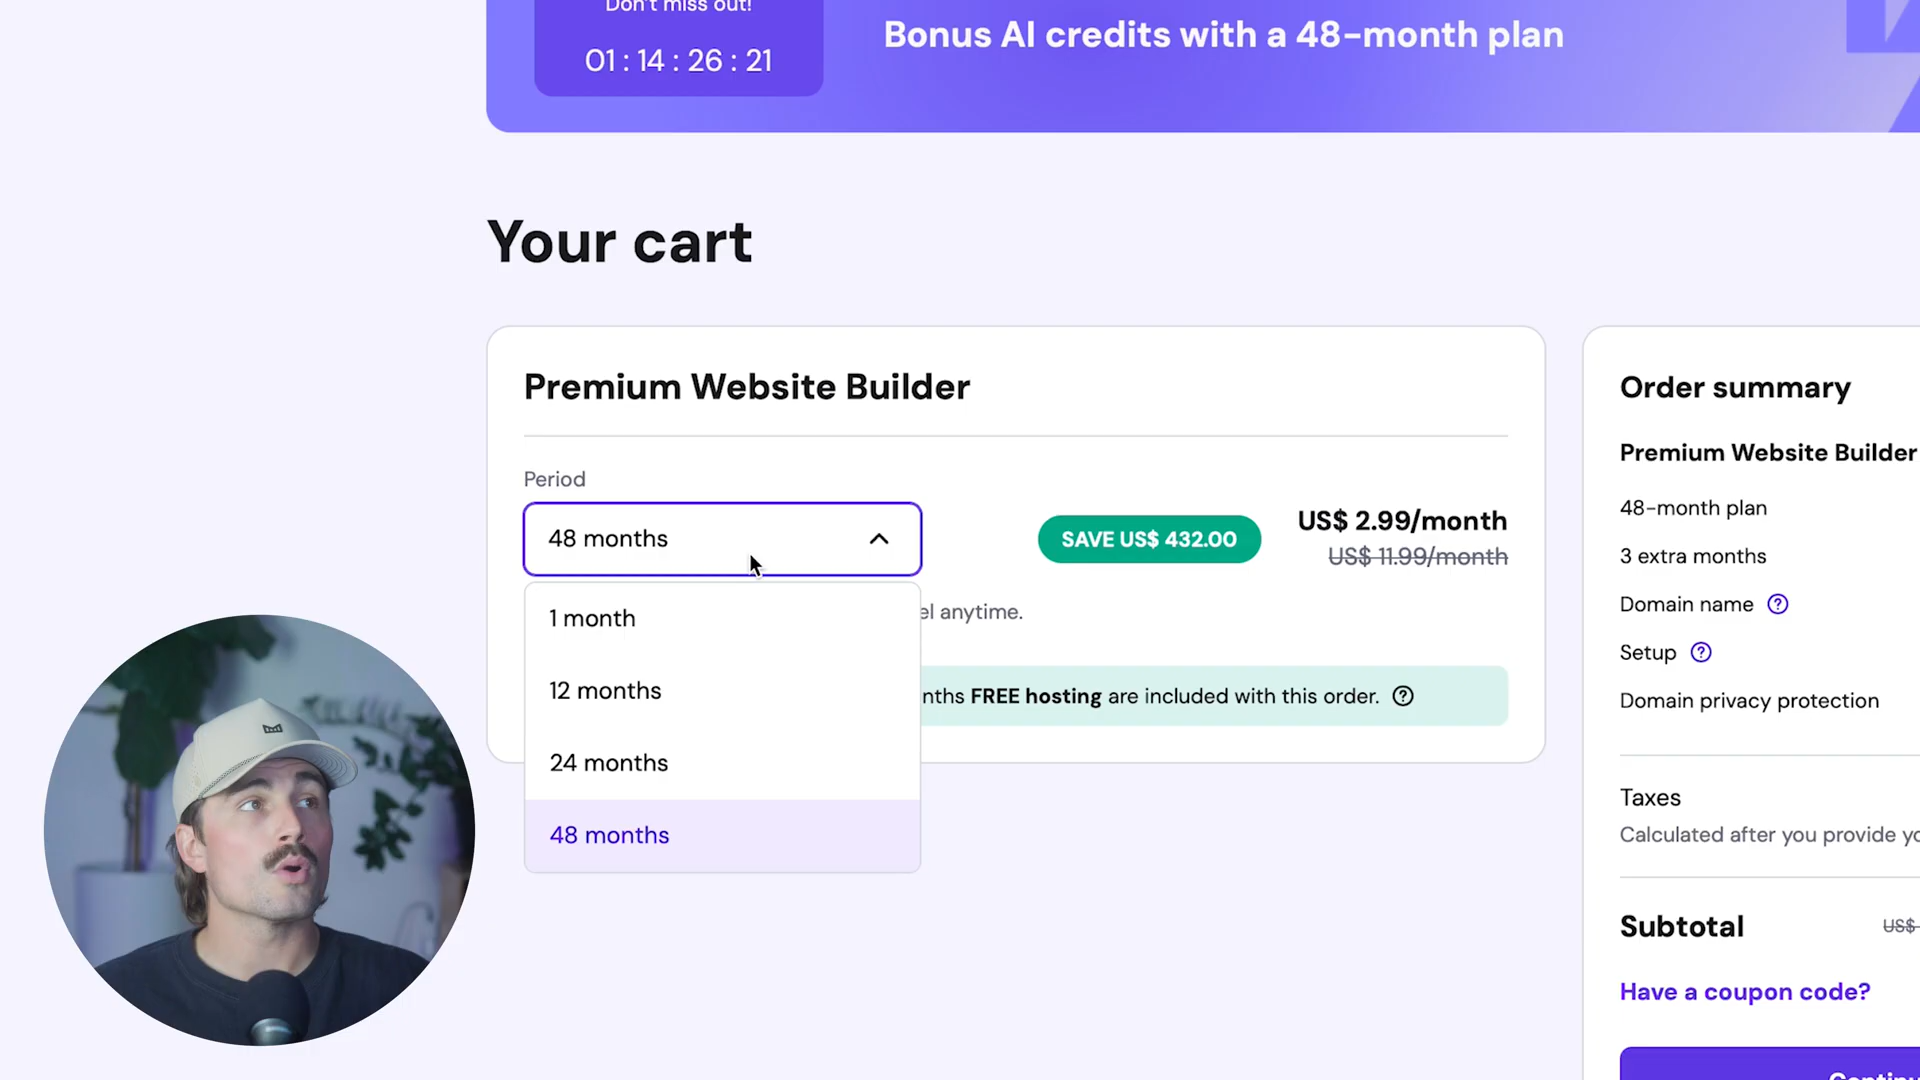 Don't miss out!
01 : 14 : 26 : 21
Bonus AI credits with a 48-month plan
Your cart
Premium Website Builder
Period
48 months
SAVE US$ 432.00
US$ 2.99/month
US$ 11.99/month
1 month
12 months
24 months
48 months
anytime.
FREE hosting are included with this order.
Order summary
Premium Website Builder
48-month plan
3 extra months
Domain name
Setup
Domain privacy protection
Taxes
Calculated after you provide
Subtotal
US$
Have a coupon code?